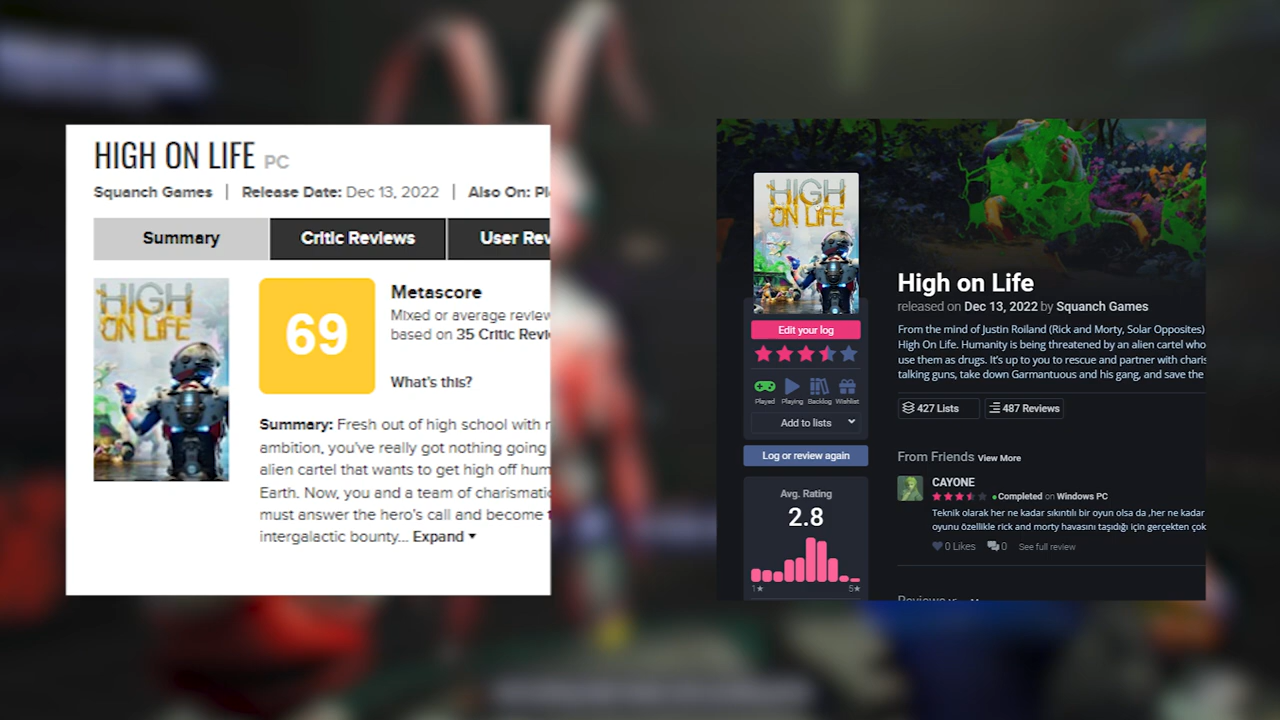 HIGH ON LIFE PC
Squanch Games | Release Date: Dec 13, 2022 | Also On: Pl
Summary Critic Reviews User Rev
HIGH
ON LIFE
69
Metascore
Mixed or average review
based on 35 Critic Revi
What's this?
Summary: Fresh out of high school with n
ambition, you've really got nothing going
alien cartel that wants to get high off hum
Earth. Now, you and a team of charismatic
must answer the hero's call and become t
intergalactic bounty... Expand
HIGH
ON LIFE
Edit your log
Played Playing Backlog Wishlist
Add to lists
Log or review again
Avg. Rating
2.8
1★ 5★
High on Life
released on Dec 13, 2022 by Squanch Games
From the mind of Justin Roiland (Rick and Morty, Solar Opposites)
High On Life. Humanity is being threatened by an alien cartel who
use them as drugs. It's up to you to rescue and partner with charis
talking guns, take down Garmantuous and his gang, and save the
427 Lists 487 Reviews
From Friends View More
CAYONE
Completed on Windows PC
Teknik olarak her ne kadar sıkıntılı bir oyun olsa da ,her ne kadar
oyunu özellikle rick and morty havasını taşıdığı için gerçekten çok
0 Likes 0 See full review